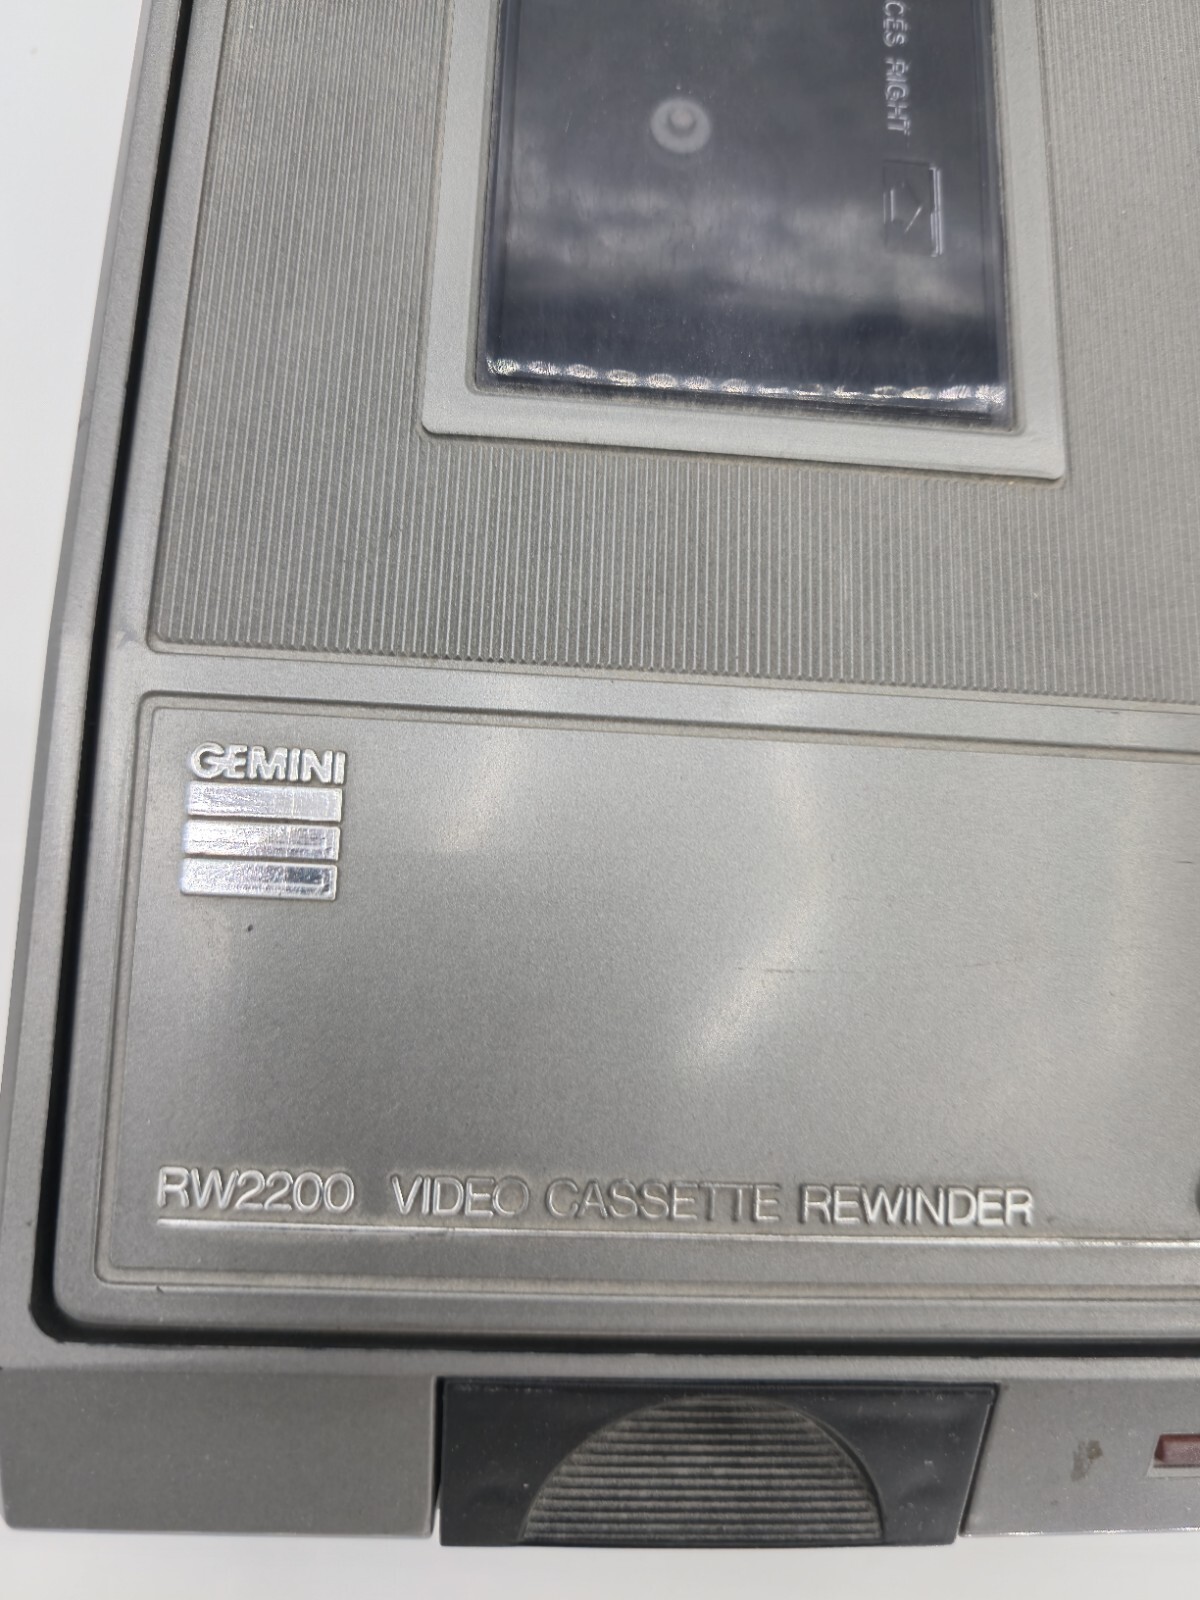 CES RIGHT
GEMINI
RW2200 VIDEO CASSETTE REWINDER